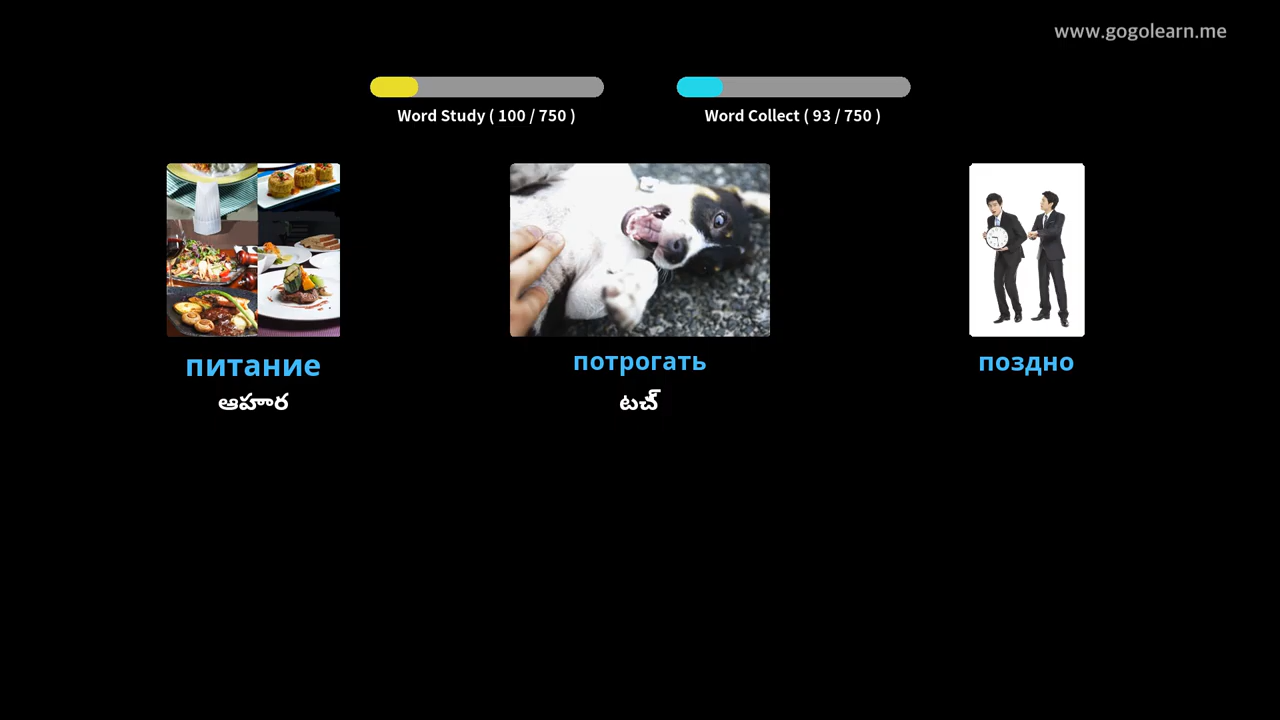 www.gogolearn.me
Word Study ( 100 / 750 )
Word Collect ( 93 / 750 )
питание
потрогать
поздно
ఆహార
టచ్